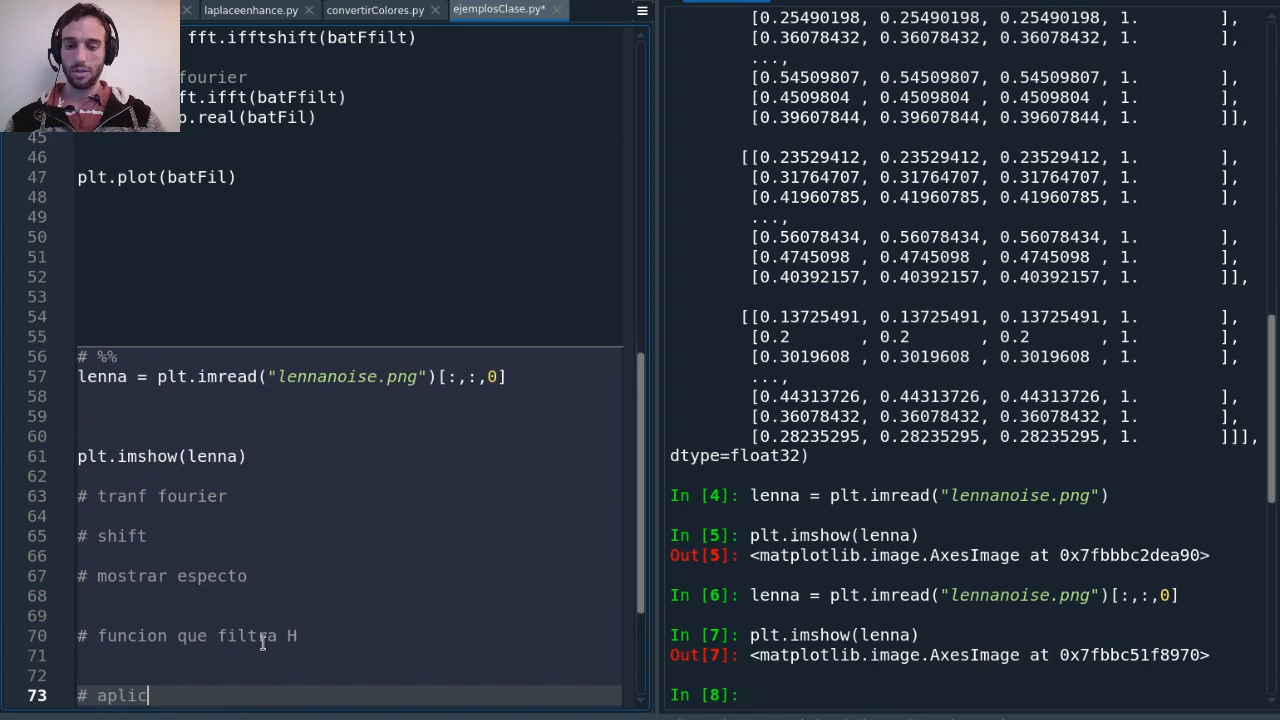 laplaceenhance.py convertirColores.py ejemplosClase.py*
fft.ifftshift(batFfilt)
fourier
ft.ifft(batFfilt)
p.real(batFil)
45
46
47 plt.plot(batFil)
48
49
50
51
52
53
54
55
56 # %%
57 lenna = plt.imread("lennanoise.png")[:,:,0]
58
59
60
61 plt.imshow(lenna)
62
63 # tranf fourier
64
65 # shift
66
67 # mostrar especto
68
69
70 # funcion que filtra H
71
72
73 # aplic
[0.25490198, 0.25490198, 0.25490198, 1. ],
[0.36078432, 0.36078432, 0.36078432, 1. ],
...,
[0.54509807, 0.54509807, 0.54509807, 1. ],
[0.4509804 , 0.4509804 , 0.4509804 , 1. ],
[0.39607844, 0.39607844, 0.39607844, 1. ]],
[[0.23529412, 0.23529412, 0.23529412, 1. ],
[0.31764707, 0.31764707, 0.31764707, 1. ],
[0.41960785, 0.41960785, 0.41960785, 1. ],
...,
[0.56078434, 0.56078434, 0.56078434, 1. ],
[0.4745098 , 0.4745098 , 0.4745098 , 1. ],
[0.40392157, 0.40392157, 0.40392157, 1. ]],
[[0.13725491, 0.13725491, 0.13725491, 1. ],
[0.2 , 0.2 , 0.2 , 1. ],
[0.3019608 , 0.3019608 , 0.3019608 , 1. ],
...,
[0.44313726, 0.44313726, 0.44313726, 1. ],
[0.36078432, 0.36078432, 0.36078432, 1. ],
[0.28235295, 0.28235295, 0.28235295, 1. ]]],
dtype=float32)
In [4]: lenna = plt.imread("lennanoise.png")
In [5]: plt.imshow(lenna)
Out[5]: <matplotlib.image.AxesImage at 0x7fbbbc2dea90>
In [6]: lenna = plt.imread("lennanoise.png")[:,:,0]
In [7]: plt.imshow(lenna)
Out[7]: <matplotlib.image.AxesImage at 0x7fbbc51f8970>
In [8]: